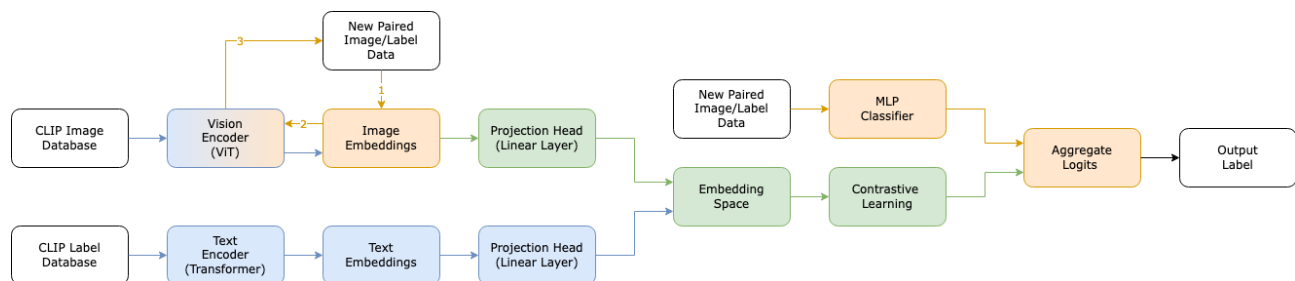 New Paired
Image/Label
Data
3
1
CLIP Image
Database
Vision
Encoder
(ViT)
2
Image
Embeddings
Projection Head
(Linear Layer)
New Paired
Image/Label
Data
MLP
Classifier
Aggregate
Logits
Output
Label
Embedding
Space
Contrastive
Learning
CLIP Label
Database
Text
Encoder
(Transformer)
Text
Embeddings
Projection Head
(Linear Layer)